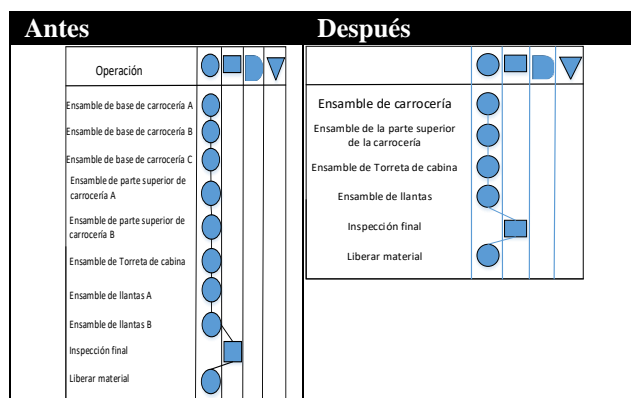 Antes
Después
Operación
Ensamble de base de carrocería A
Ensamble de base de carrocería B
Ensamble de base de carrocería C
Ensamble de parte superior de
carrocería A
Ensamble de parte superior de
carrocería B
Ensamble de Torreta de cabina
Ensamble de llantas A
Ensamble de llantas B
Inspección final
Liberar material
Ensamble de carrocería
Ensamble de la parte superior
de la carrocería
Ensamble de Torreta de cabina
Ensamble de llantas
Inspección final
Liberar material